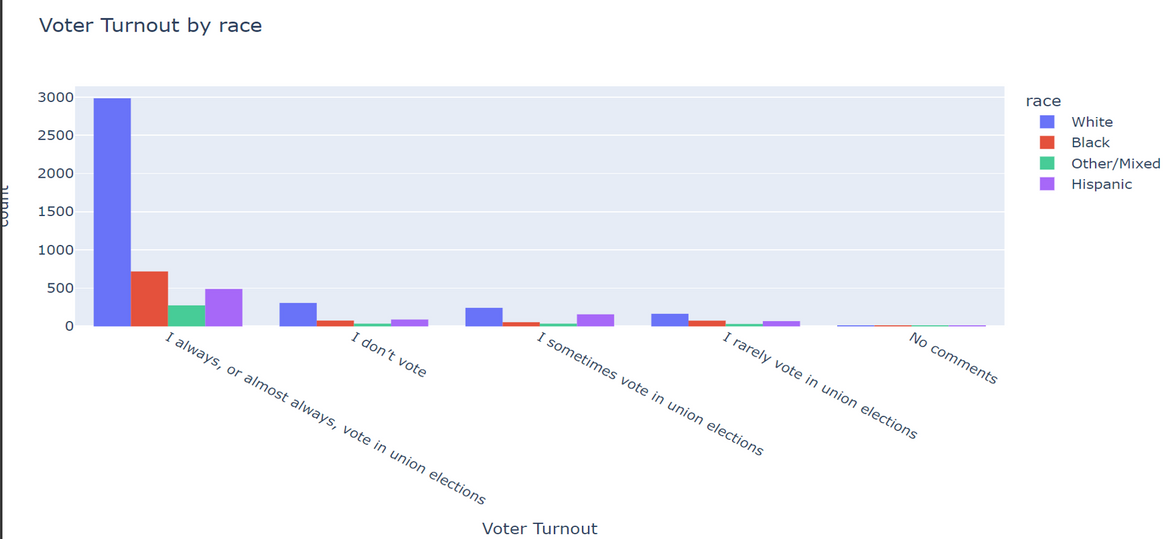 Voter Turnout by race
3000
2500
2000
1500
1000
500
0
count
I always, or almost always, vote in union elections
I don't vote
I sometimes vote in union elections
I rarely vote in union elections
No comments
Voter Turnout
race
White
Black
Other/Mixed
Hispanic